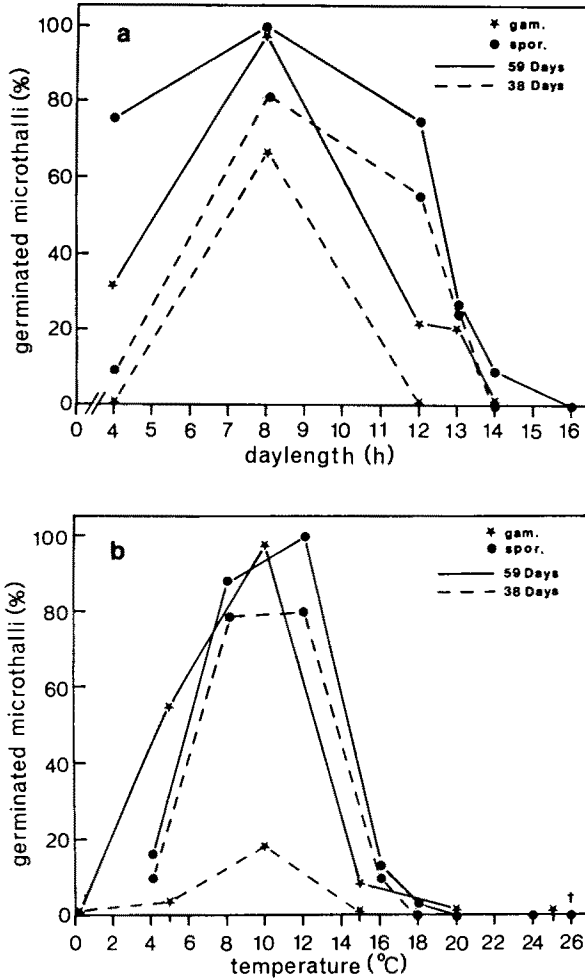 a
gam.
spor.
59 Days
38 Days
100
80
60
40
20
0
germinated microthalli (%)
0 4 5 6 7 8 9 10 11 12 13 14 15 16
daylength (h)
b
gam.
spor.
59 Days
38 Days
100
80
60
40
20
0
germinated microthalli (%)
†
0 2 4 6 8 10 12 14 16 18 20 22 24 26
temperature (°C)